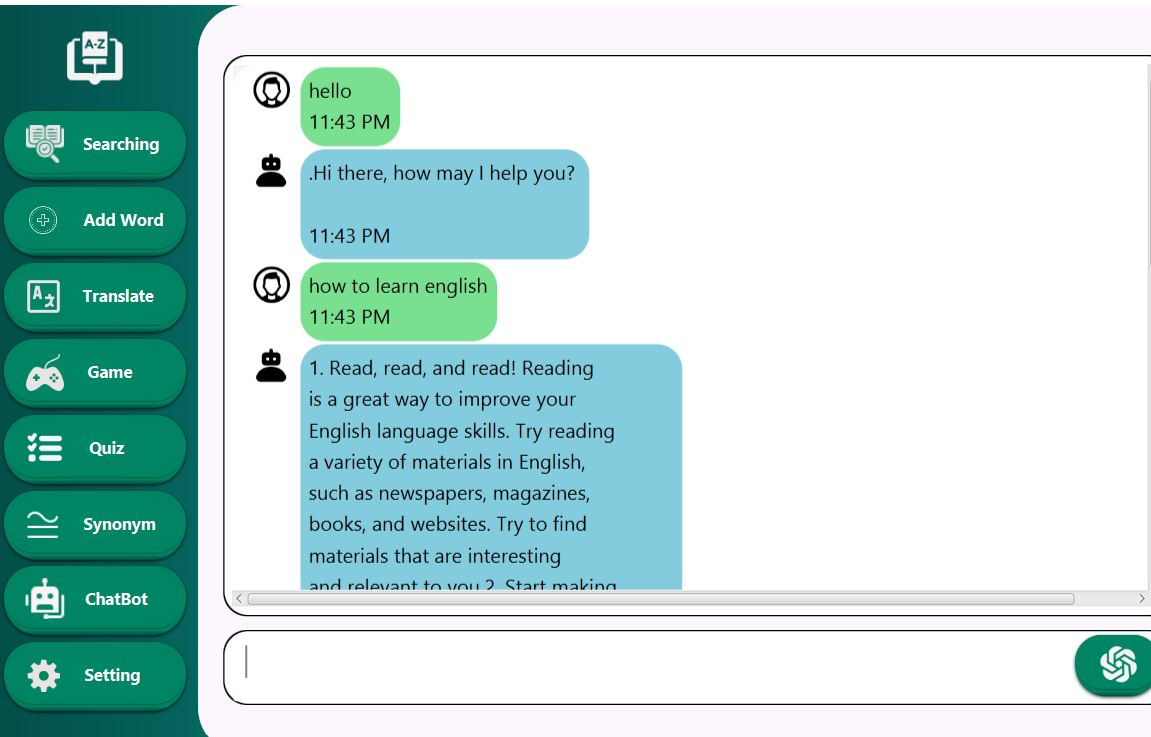 A-Z
Searching
Add Word
Translate
Game
Quiz
Synonym
ChatBot
Setting
hello
11:43 PM
.Hi there, how may I help you?
11:43 PM
how to learn english
11:43 PM
1. Read, read, and read! Reading
is a great way to improve your
English language skills. Try reading
a variety of materials in English,
such as newspapers, magazines,
books, and websites. Try to find
materials that are interesting
and relevant to you 2. Start making